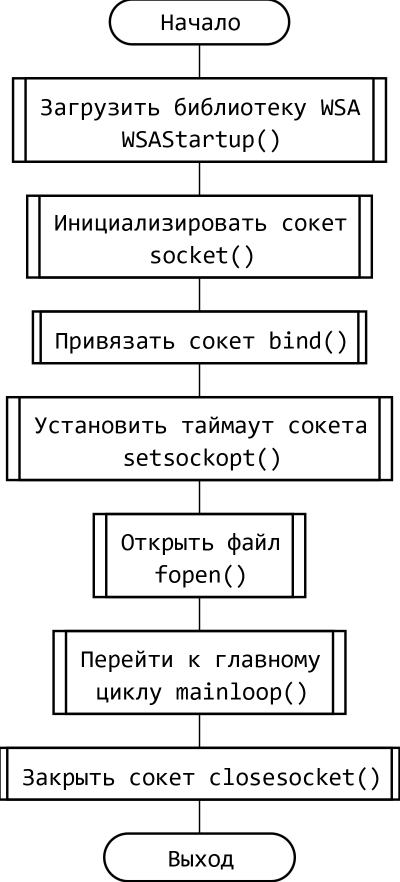 Начало
Загрузить библиотеку WSA
WSAStartup()
Инициализировать сокет
socket()
Привязать сокет bind()
Установить таймаут сокета
setsockopt()
Открыть файл
fopen()
Перейти к главному
циклу mainloop()
Закрыть сокет closesocket()
Выход